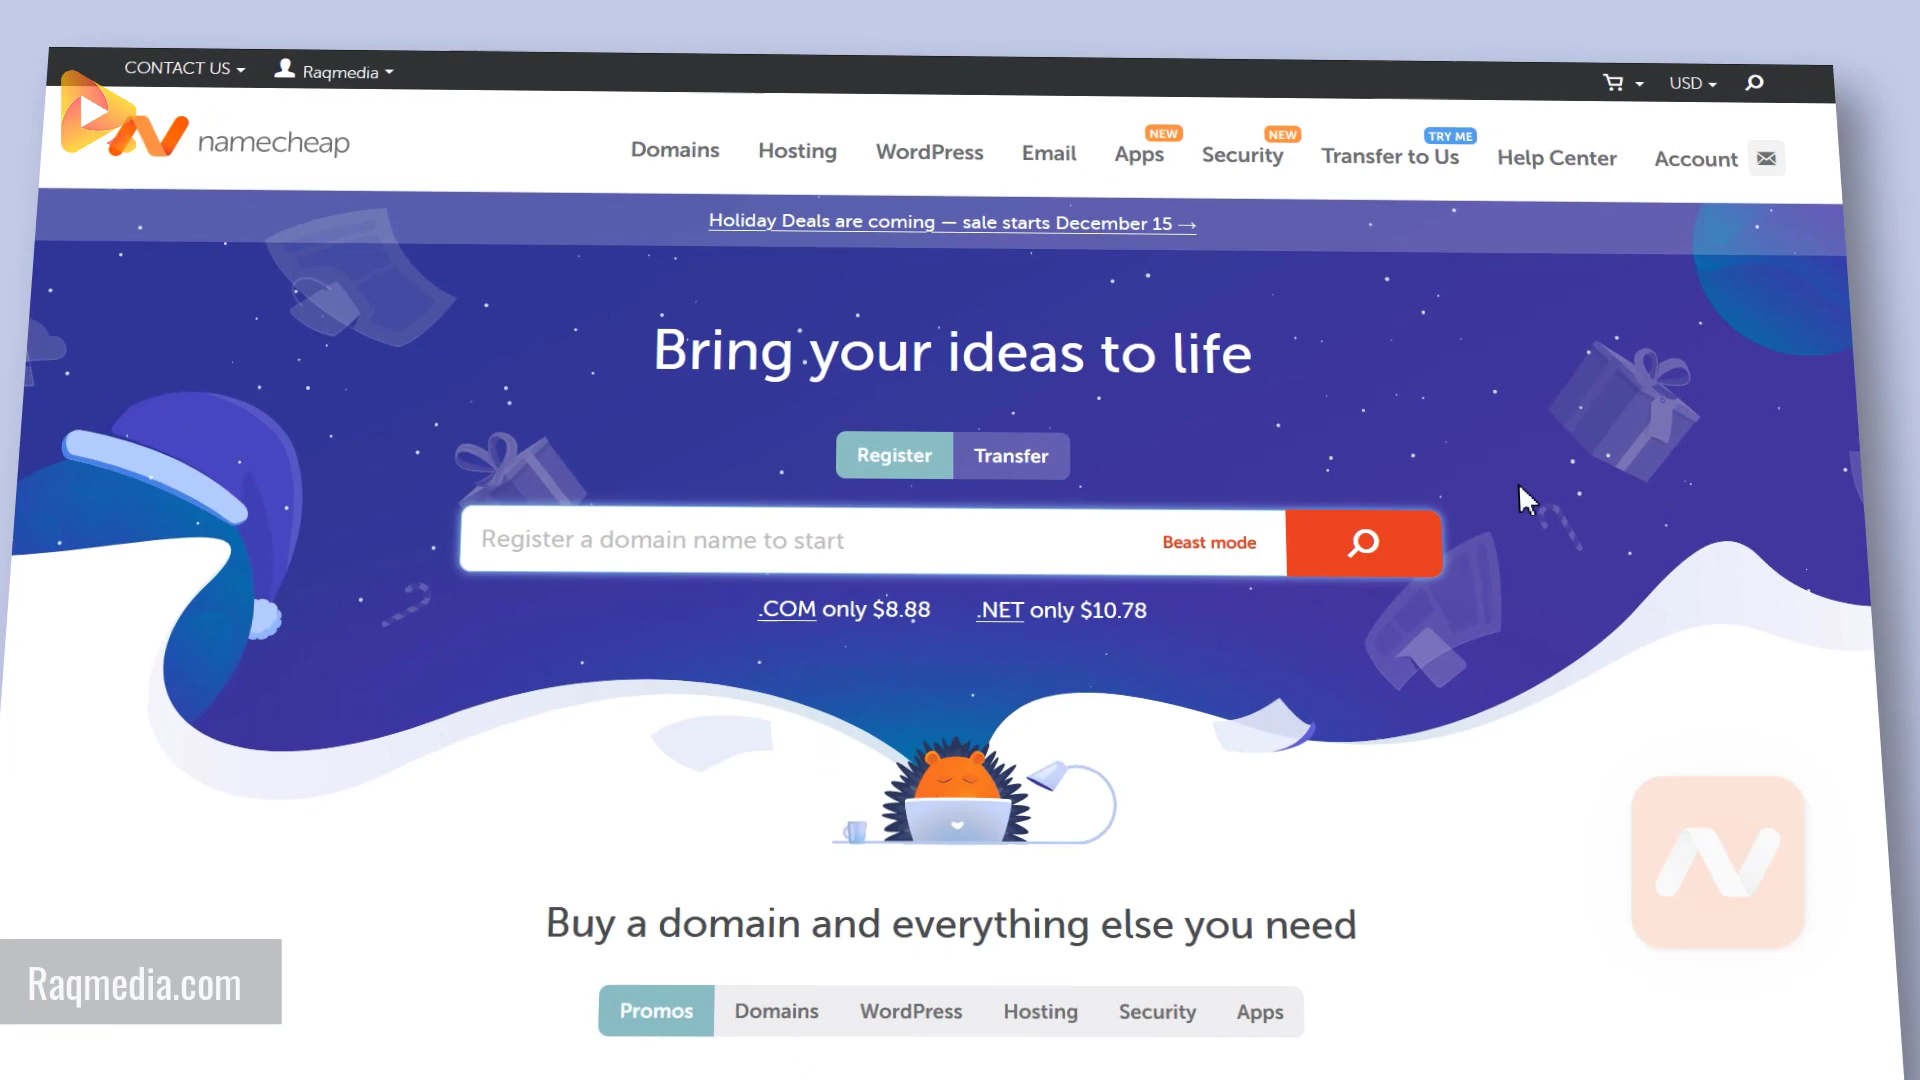 CONTACT US
Raqmedia
USD
namecheap
Domains
Hosting
WordPress
Email
NEW
Apps
NEW
Security
TRY ME
Transfer to Us
Help Center
Account
Holiday Deals are coming — sale starts December 15 →
Bring your ideas to life
Register
Transfer
Register a domain name to start
Beast mode
.COM only $8.88
.NET only $10.78
Buy a domain and everything else you need
Raqmedia.com
Promos
Domains
WordPress
Hosting
Security
Apps